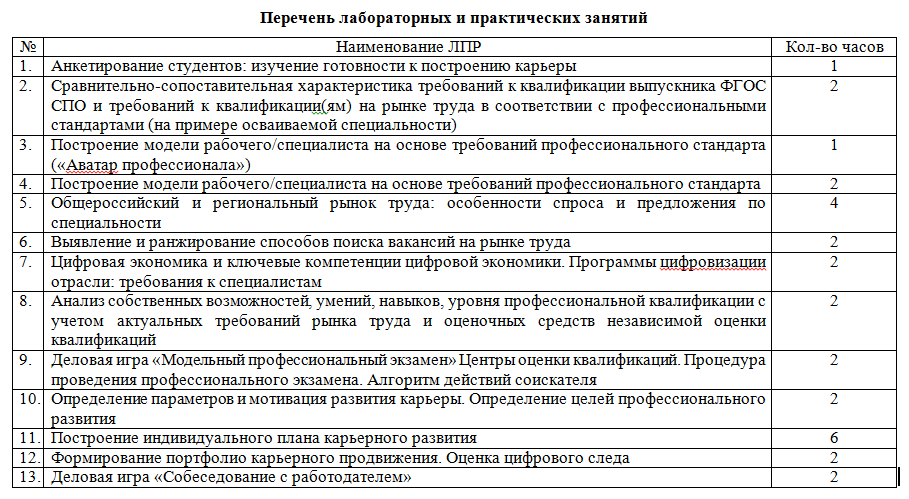 Перечень лабораторных и практических занятий
№ Наименование ЛПР Кол-во часов
1. Анкетирование студентов: изучение готовности к построению карьеры 1
2. Сравнительно-сопоставительная характеристика требований к квалификации выпускника ФГОС 2
СПО и требований к квалификации(ям) на рынке труда в соответствии с профессиональными
стандартами (на примере осваиваемой специальности)
3. Построение модели рабочего/специалиста на основе требований профессионального стандарта 1
(«Аватар профессионала»)
4. Построение модели рабочего/специалиста на основе требований профессионального стандарта 2
5. Общероссийский и региональный рынок труда: особенности спроса и предложения по 4
специальности
6. Выявление и ранжирование способов поиска вакансий на рынке труда 2
7. Цифровая экономика и ключевые компетенции цифровой экономики. Программы цифровизации 2
отрасли: требования к специалистам
8. Анализ собственных возможностей, умений, навыков, уровня профессиональной квалификации с 2
учетом актуальных требований рынка труда и оценочных средств независимой оценки
квалификаций
9. Деловая игра «Модельный профессиональный экзамен» Центры оценки квалификаций. Процедура 2
проведения профессионального экзамена. Алгоритм действий соискателя
10. Определение параметров и мотивация развития карьеры. Определение целей профессионального 2
развития
11. Построение индивидуального плана карьерного развития 6
12. Формирование портфолио карьерного продвижения. Оценка цифрового следа 2
13. Деловая игра «Собеседование с работодателем» 2